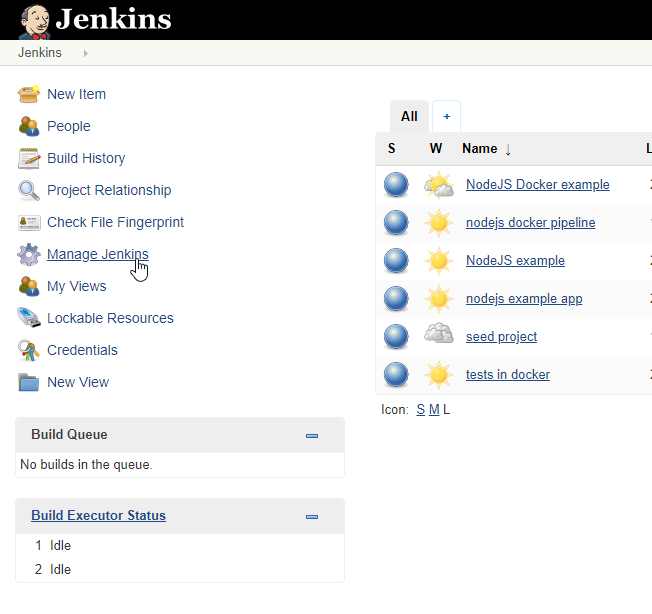 Jenkins
Jenkins
New Item
People
Build History
Project Relationship
Check File Fingerprint
Manage Jenkins
My Views
Lockable Resources
Credentials
New View
Build Queue
No builds in the queue.
Build Executor Status
1 Idle
2 Idle
All +
S W Name ↓ L
NodeJS Docker example
nodejs docker pipeline
NodeJS example
nodejs example app
seed project
tests in docker
Icon: S M L